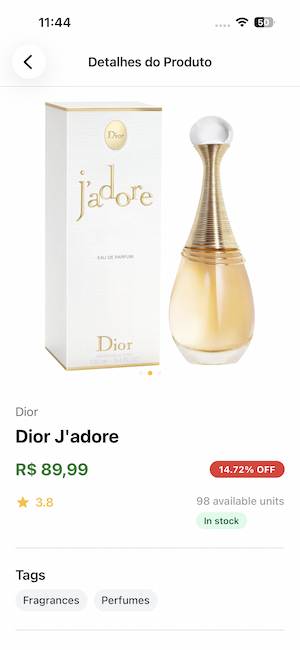 11:44
50
Detalhes do Produto
Dior
j'adore
EAU DE PARFUM
Dior
Dior
Dior J'adore
R$ 89,99
14.72% OFF
3.8
98 available units
In stock
Tags
Fragrances
Perfumes